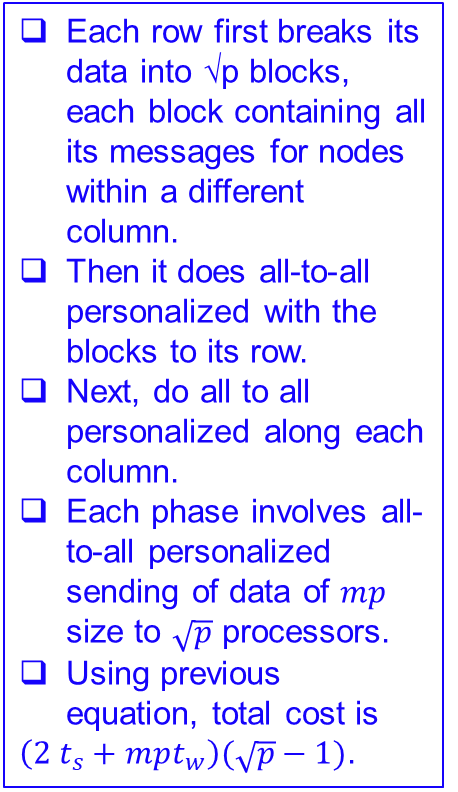 ❑ Each row first breaks its
data into √p blocks,
each block containing all
its messages for nodes
within a different
column.
❑ Then it does all-to-all
personalized with the
blocks to its row.
❑ Next, do all to all
personalized along each
column.
❑ Each phase involves all-
to-all personalized
sending of data of 𝑚𝑝
size to √𝑝 processors.
❑ Using previous
equation, total cost is
(2 𝑡ₛ + 𝑚𝑝𝑡_𝑤)(√𝑝 − 1).